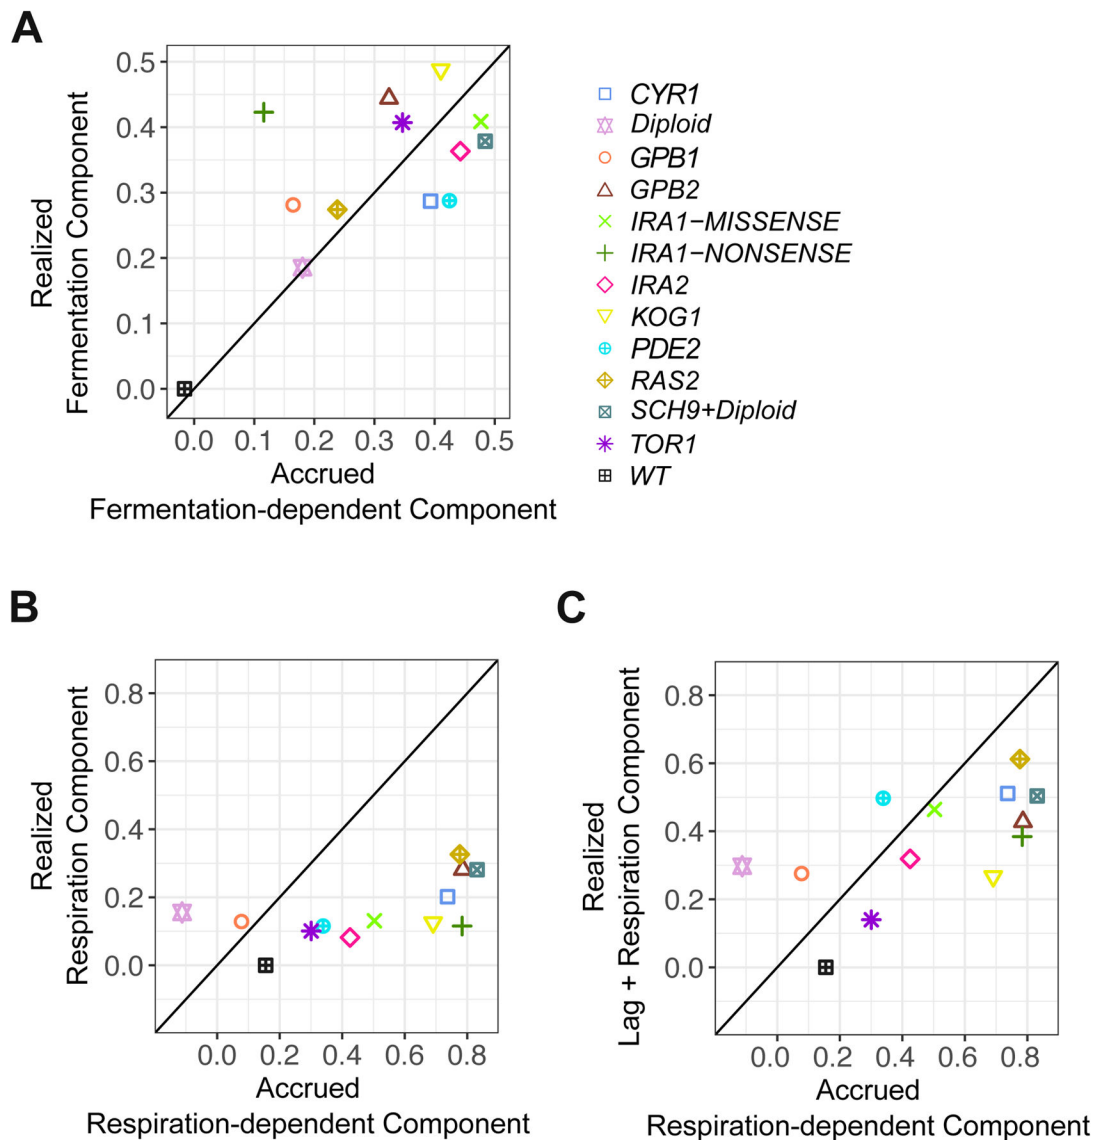 A
0.5
0.4
0.3
0.2
0.1
0.0
Realized
Fermentation Component
0.0 0.1 0.2 0.3 0.4 0.5
Accrued
Fermentation-dependent Component
CYR1
Diploid
GPB1
GPB2
IRA1−MISSENSE
IRA1−NONSENSE
IRA2
KOG1
PDE2
RAS2
SCH9+Diploid
TOR1
WT
B
0.8
0.6
0.4
0.2
0.0
Realized
Respiration Component
0.0 0.2 0.4 0.6 0.8
Accrued
Respiration-dependent Component
C
0.8
0.6
0.4
0.2
0.0
Realized
Lag + Respiration Component
0.0 0.2 0.4 0.6 0.8
Accrued
Respiration-dependent Component